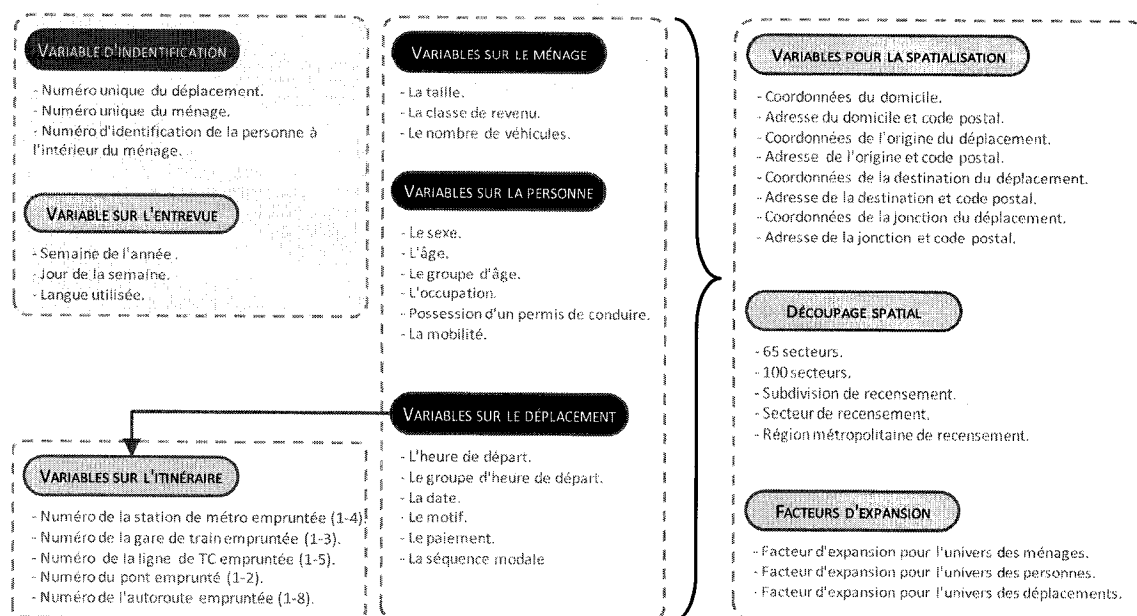 VARIABLE D'INDENTIFICATION
- Numéro unique du déplacement.
- Numéro unique du ménage.
- Numéro d'identification de la personne à
l'intérieur du ménage.
VARIABLE SUR L'ENTREVUE
- Semaine de l'année.
- Jour de la semaine.
- Langue utilisée.
VARIABLES SUR L'ITINÉRAIRE
- Numéro de la station de métro empruntée (1-4).
- Numéro de la gare de train empruntée (1-3).
- Numéro de la ligne de TC empruntée (1-5).
- Numéro du pont emprunté (1-2).
- Numéro de l'autoroute empruntée (1-8).
VARIABLES SUR LE MÉNAGE
- La taille.
- La classe de revenu.
- Le nombre de véhicules.
VARIABLES SUR LA PERSONNE
- Le sexe.
- L'âge.
- Le groupe d'âge.
- L'occupation.
- Possession d'un permis de conduire.
- La mobilité.
VARIABLES SUR LE DÉPLACEMENT
- L'heure de départ.
- Le groupe d'heure de départ.
- La date.
- Le motif.
- Le paiement.
- La séquence modale
VARIABLES POUR LA SPATIALISATION
- Coordonnées du domicile.
- Adresse du domicile et code postal.
- Coordonnées de l'origine du déplacement.
- Adresse de l'origine et code postal.
- Coordonnées de la destination du déplacement.
- Adresse de la destination et code postal.
- Coordonnées de la jonction du déplacement.
- Adresse de la jonction et code postal.
DÉCOUPAGE SPATIAL
- 65 secteurs.
- 100 secteurs.
- Subdivision de recensement.
- Secteur de recensement.
- Région métropolitaine de recensement.
FACTEURS D'EXPANSION
- Facteur d'expansion pour l'univers des ménages.
- Facteur d'expansion pour l'univers des personnes.
- Facteur d'expansion pour l'univers des déplacements.